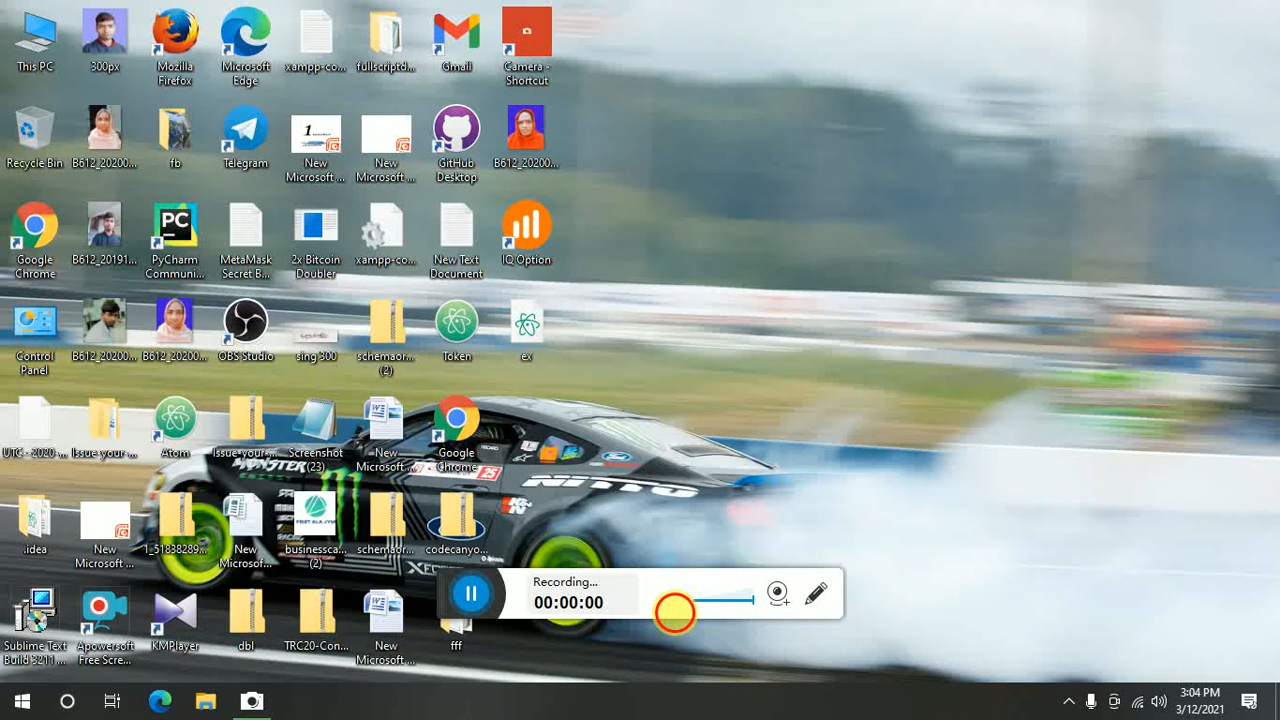 This PC
300px
Mozilla
Firefox
Microsoft
Edge
xampp-co...
fullscriptd...
Gmail
Camera -
Shortcut
Recycle Bin
B612_20200...
fb
Telegram
New
Microsoft ...
New
Microsoft ...
GitHub
Desktop
B612_20200...
Google
Chrome
B612_20191...
PC
PyCharm
Communi...
MetaMask
Secret B...
2x Bitcoin
Doubler
xampp-co...
New Text
Document
IQ Option
Control
Panel
B612_20200...
B612_20200...
OBS Studio
sing 300
schemaor...
(2)
Token
ex
UTC--2020-...
Issue-your-...
Atom
Issue-your-...
Screenshot
(23)
New
Microsoft ...
Google
Chrome
MONSTER
25
Ford
NITTO
.idea
New
Microsoft ...
1_51838289...
New
Microsof...
businessca...
(2)
schemaor...
codecanyo...
Recording...
00:00:00
Sublime Text
Build 3211 ...
Apowersoft
Free Scre...
KMPlayer
dbl
TRC20-Con...
New
Microsoft ...
fff
3:04 PM
3/12/2021